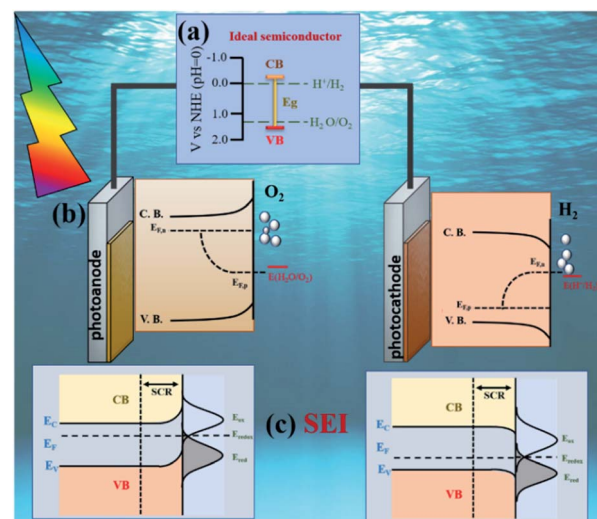 (a)
Ideal semiconductor
V vs NHE (pH=0)
-1.0
0.0
1.0
2.0
CB
Eg
VB
H⁺/H₂
H₂O/O₂
(b)
photoanode
O₂
C. B.
E_F,n
E_F,p
E(H₂O/O₂)
V. B.
photocathode
H₂
C. B.
E_F,n
E(H⁺/H₂)
E_F,p
V. B.
(c) SEI
SCR
CB
E_C
E_F
E_V
VB
E_ox
E_redox
E_red
SCR
CB
E_C
E_F
E_V
VB
E_ox
E_redox
E_red